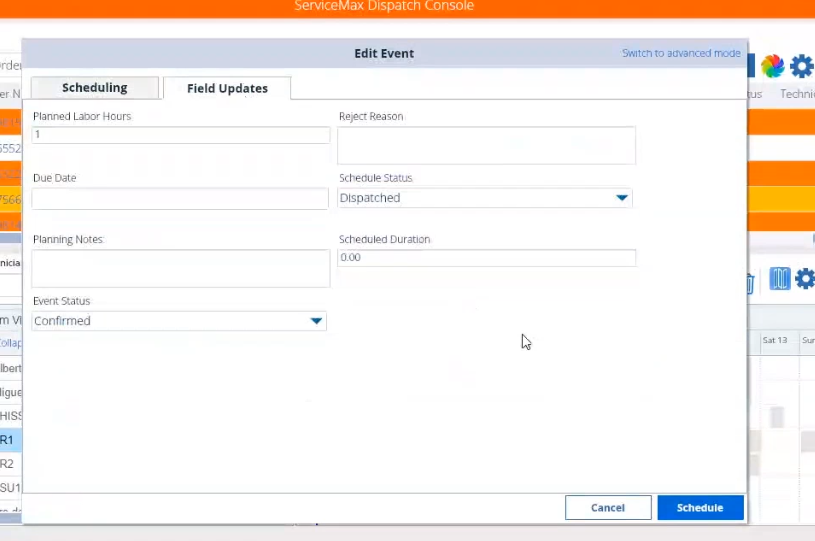 ServiceMax Dispatch Console
Edit Event
Switch to advanced mode
Scheduling
Field Updates
Planned Labor Hours
1
Reject Reason
Due Date
Schedule Status
Dispatched
Planning Notes
Scheduled Duration
0.00
Event Status
Confirmed
Cancel
Schedule
rder
er N
tus
Techni
5552
7566
nicia
m VI
Collap
lbert
ligue
HISS
R1
R2
SU1
Sat 13
Sun